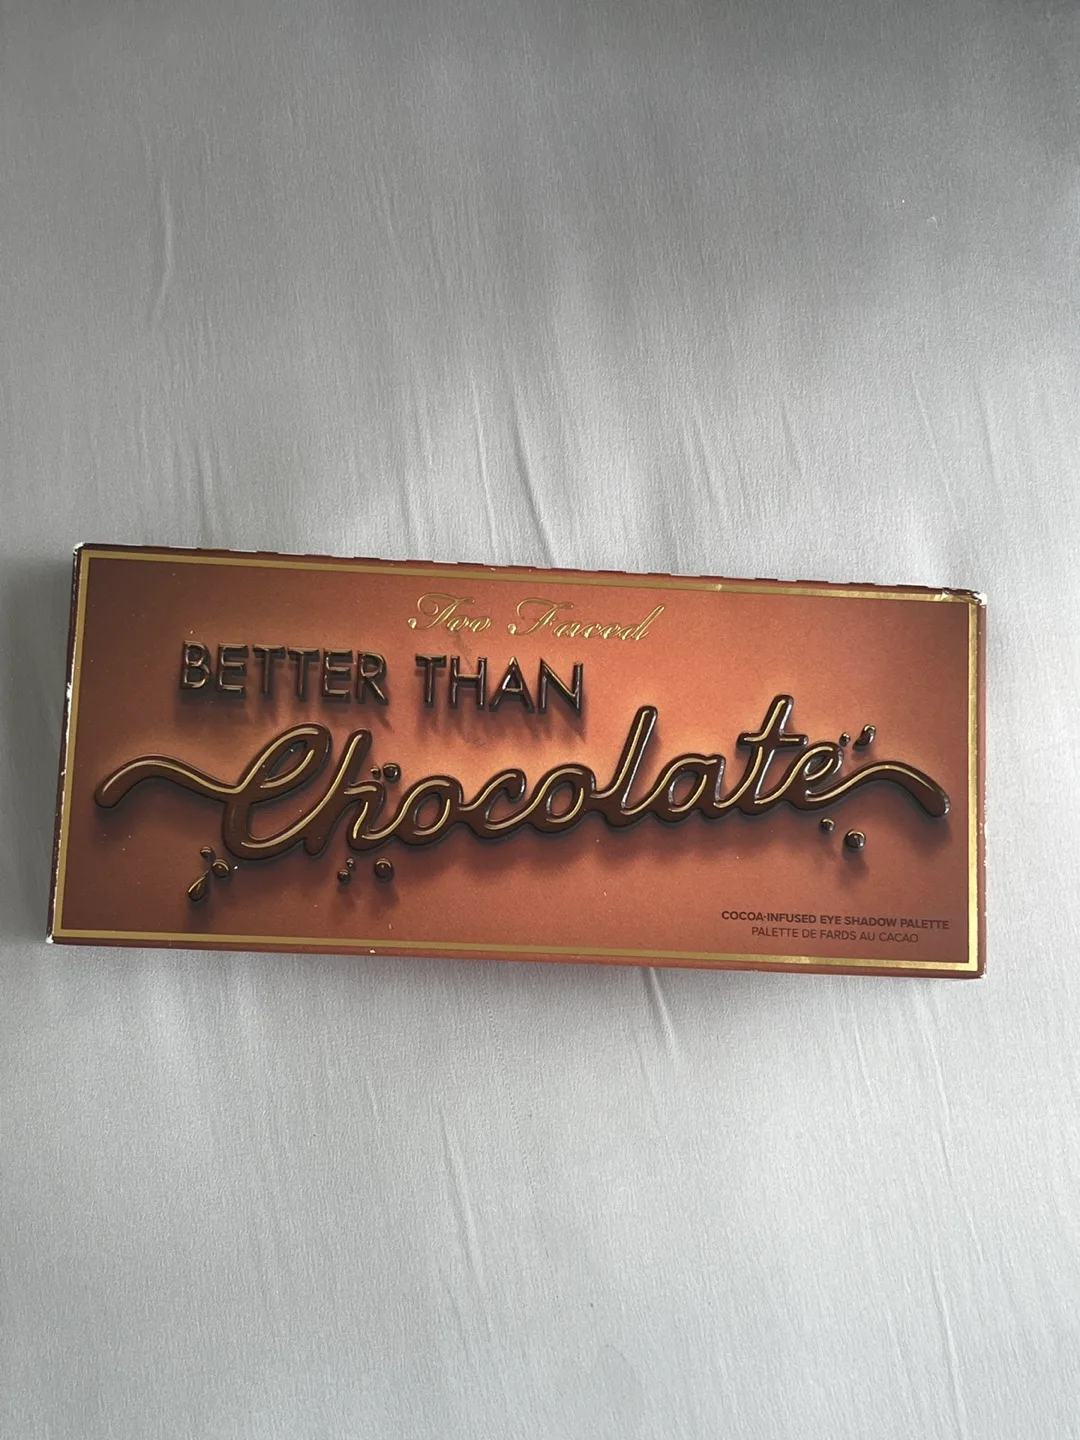 Too Faced
BETTER THAN
Chocolate
COCOA-INFUSED EYE SHADOW PALETTE
PALETTE DE FARDS AU CACAO